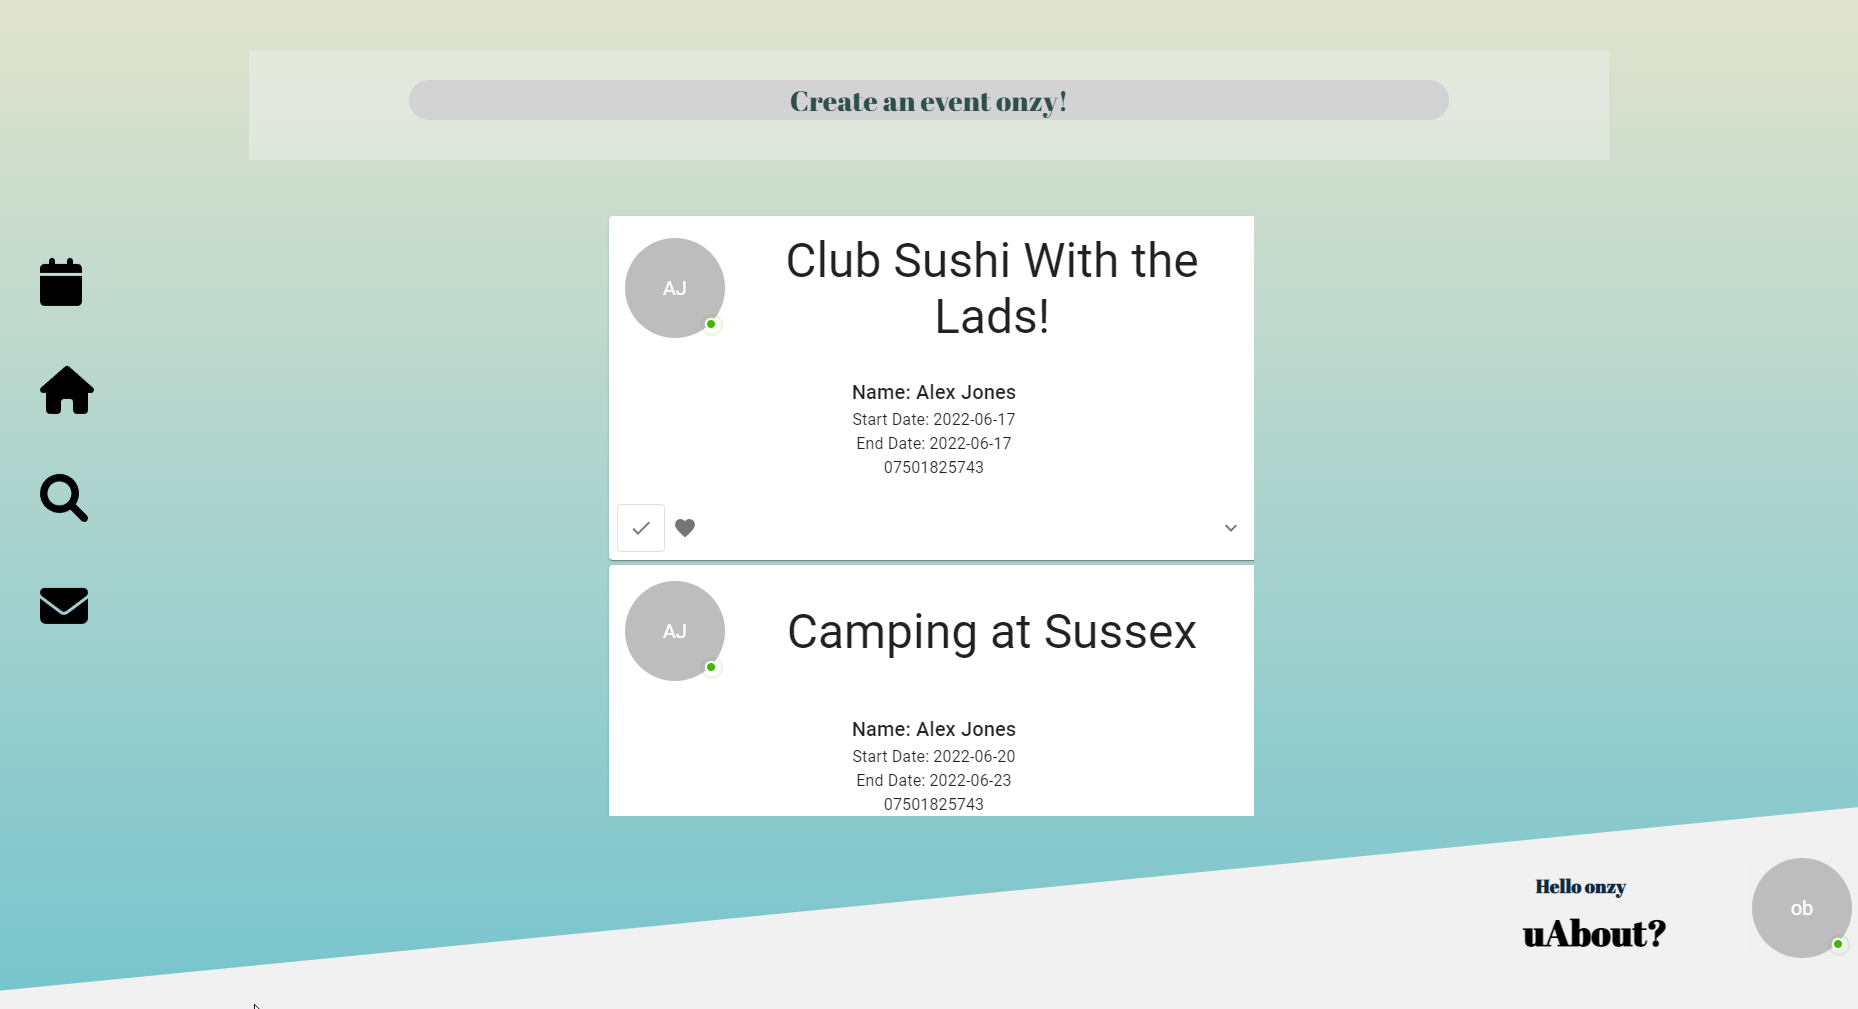 Create an event onzy!
AJ
Club Sushi With the
Lads!
Name: Alex Jones
Start Date: 2022-06-17
End Date: 2022-06-17
07501825743
AJ
Camping at Sussex
Name: Alex Jones
Start Date: 2022-06-20
End Date: 2022-06-23
07501825743
Hello onzy
uAbout?
ob